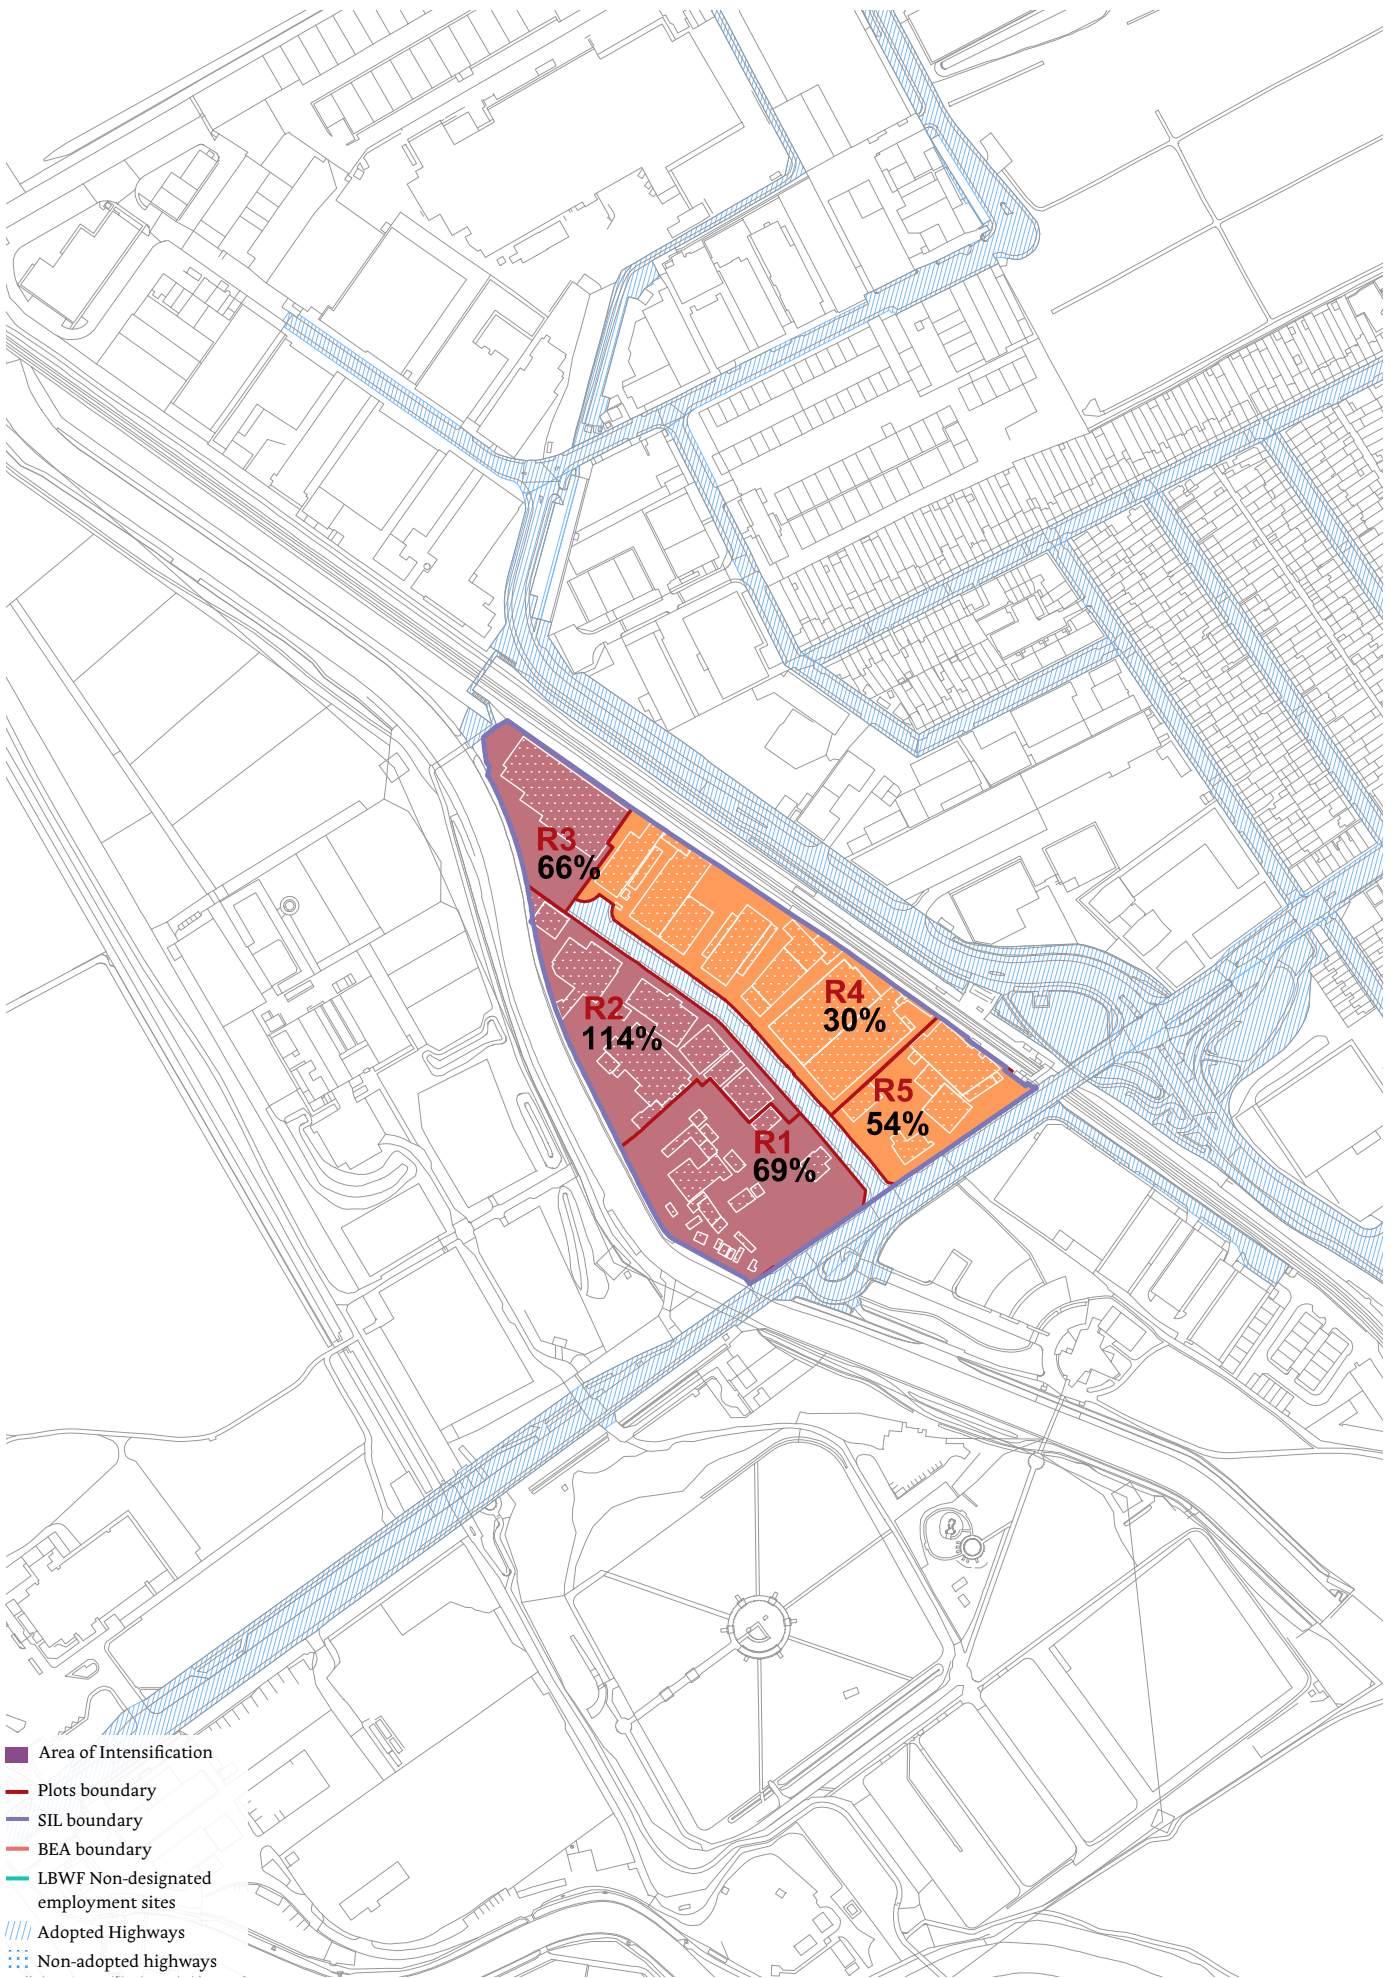 R3
66%
R4
30%
R2
114%
R5
54%
R1
69%
Area of Intensification
Plots boundary
SIL boundary
BEA boundary
LBWF Non-designated
employment sites
Adopted Highways
Non-adopted highways